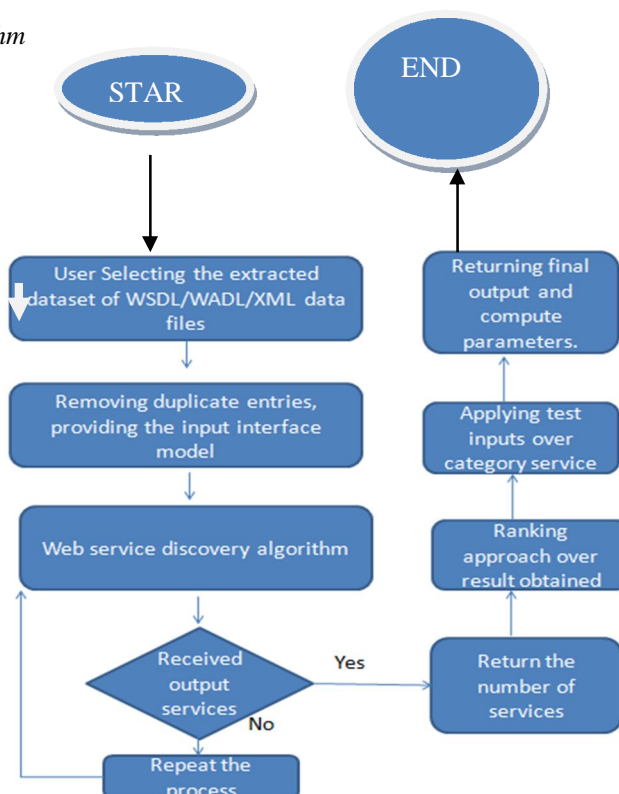 hm
STAR
END
User Selecting the extracted
dataset of WSDL/WADL/XML data
files
Removing duplicate entries,
providing the input interface
model
Web service discovery algorithm
Received
output
services
Yes
No
Repeat the
process
Return the
number of
services
Ranking
approach over
result obtained
Applying test
inputs over
category service
Returning final
output and
compute
parameters.